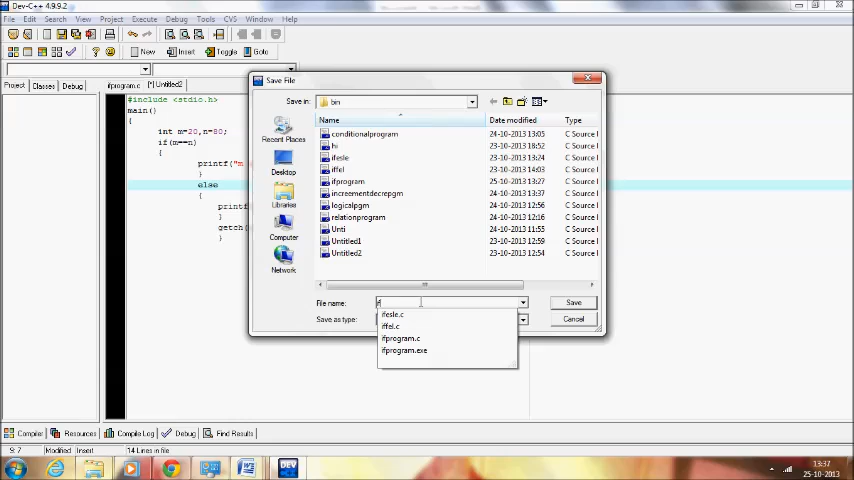 Dev-C++ 4.9.9.2
File Edit Search View Project Execute Debug Tools CVS Window Help
New Insert Toggle Goto
Project Classes Debug
ifprogram.c [*] Untitled2
#include <stdio.h>
main()
{
int m=20,n=80;
if(m==n)
{
printf("m
}
else
{
printf
}
getch(
}
Save File
Save in: bin
Name Date modified Type
conditionalprogram 24-10-2013 13:05 C Source
hi 23-10-2013 18:52 C Source
ifesle 24-10-2013 13:24 C Source
iffel 24-10-2013 14:03 C Source
ifprogram 25-10-2013 13:27 C Source
increementdecrepgm 24-10-2013 13:37 C Source
logicalpgm 24-10-2013 12:56 C Source
relationprogram 24-10-2013 12:16 C Source
Unti 24-10-2013 11:55 C Source
Untitled1 23-10-2013 12:59 C Source
Untitled2 23-10-2013 12:54 C Source
Recent Places
Desktop
Libraries
Computer
Network
File name: if Save
Save as type: Cancel
ifesle.c
iffel.c
ifprogram.c
ifprogram.exe
Compiler Resources Compile Log Debug Find Results
S: 7 Modified Insert 14 Lines in file
DEV
13:37
25-10-2013